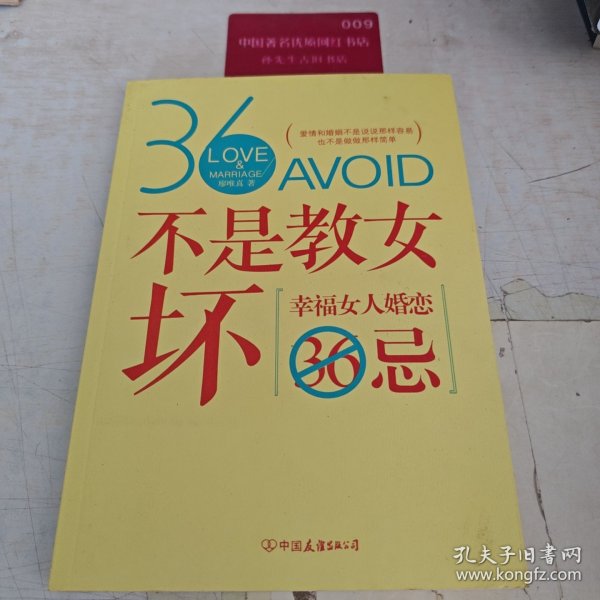 009
中国著名优质网红书店
孙先生古旧书店
36
LOVE
&
MARRIAGE
廖唯真 著
AVOID
爱情和婚姻不是说说那样容易
也不是做做那样简单
不是教女
坏
幸福女人婚恋
36忌
中国友谊出版公司
孔夫子旧书网
www.kongfz.com